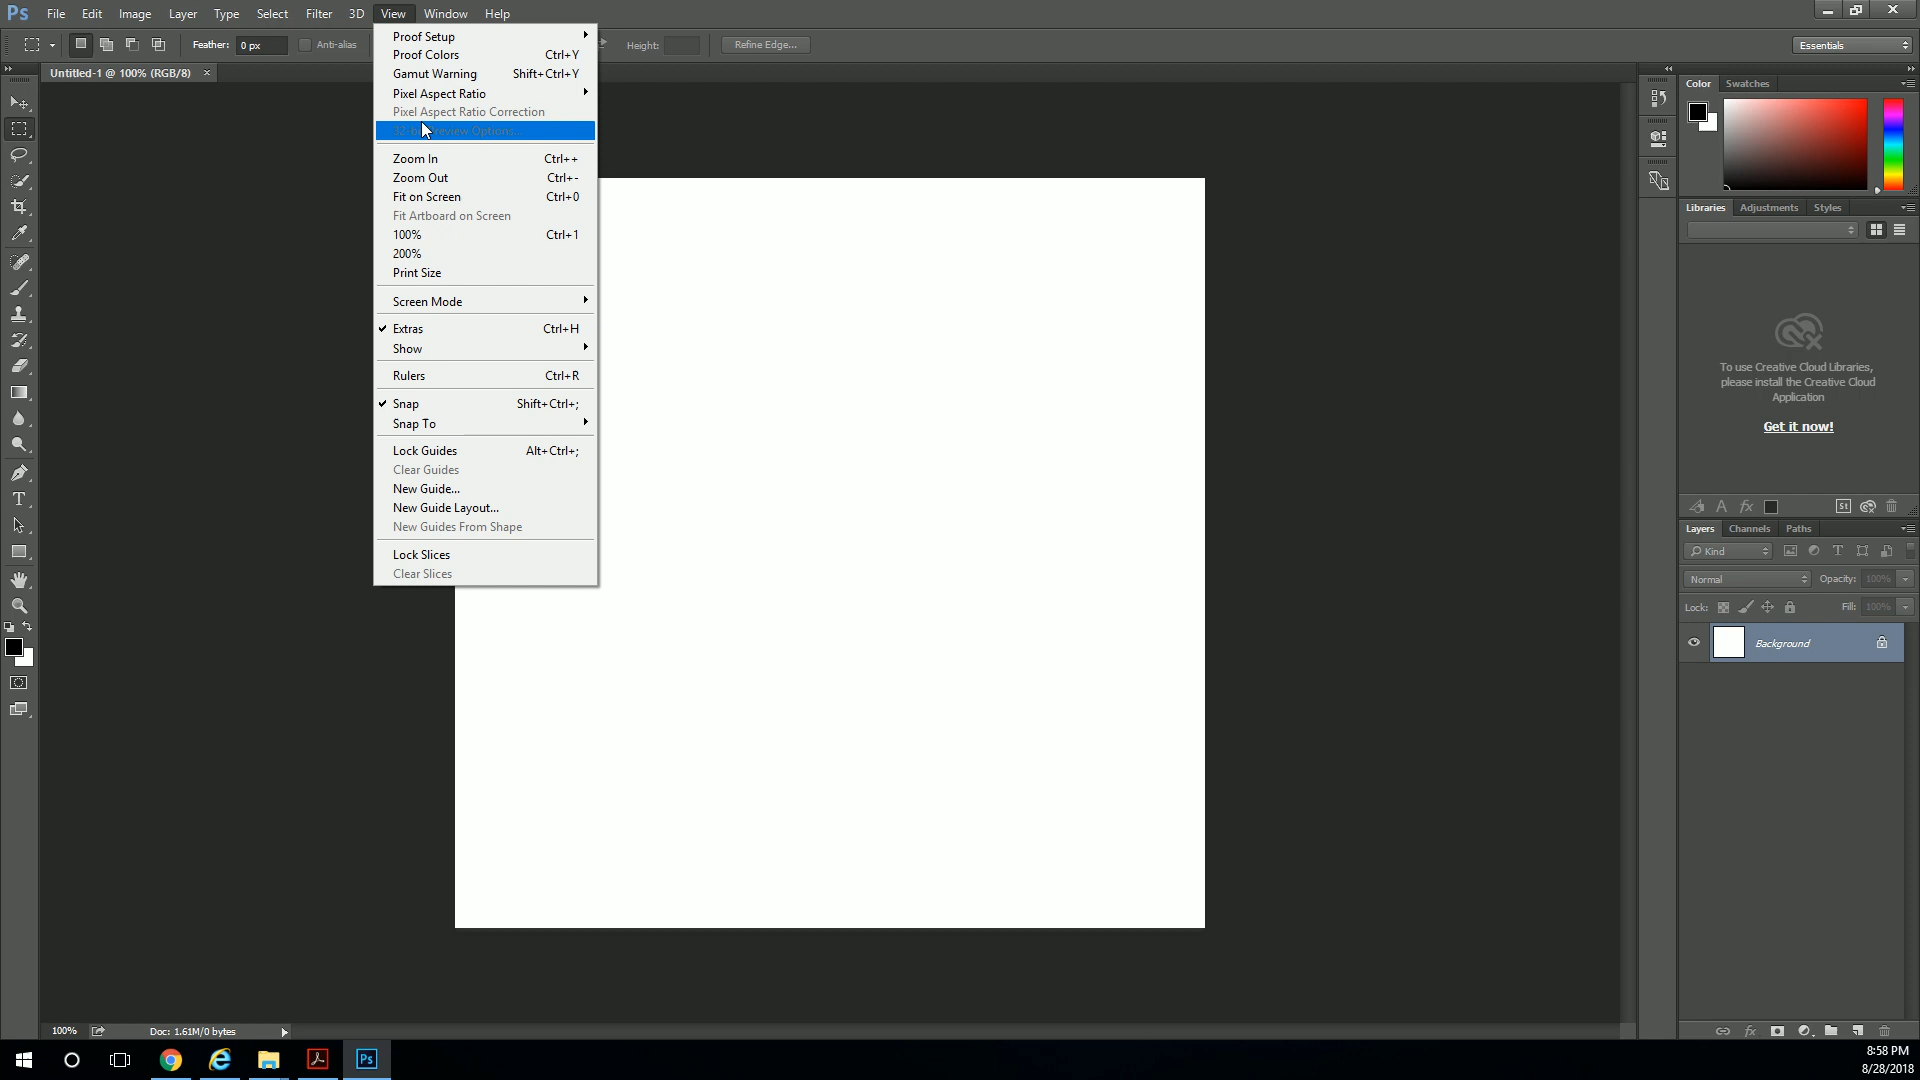 Ps File Edit Image Layer Type Select Filter 3D View Window Help
Feather: 0 px Anti-alias Height: Refine Edge... Essentials
Untitled-1 @ 100% (RGB/8) ×
Proof Setup
Proof Colors Ctrl+Y
Gamut Warning Shift+Ctrl+Y
Pixel Aspect Ratio
Pixel Aspect Ratio Correction
32-bit Preview Options...
Zoom In Ctrl++
Zoom Out Ctrl+-
Fit on Screen Ctrl+0
Fit Artboard on Screen
100% Ctrl+1
200%
Print Size
Screen Mode
Extras Ctrl+H
Show
Rulers Ctrl+R
Snap Shift+Ctrl+;
Snap To
Lock Guides Alt+Ctrl+;
Clear Guides
New Guide...
New Guide Layout...
New Guides From Shape
Lock Slices
Clear Slices
Color Swatches
Libraries Adjustments Styles
To use Creative Cloud Libraries,
please install the Creative Cloud
Application
Get it now!
St
Layers Channels Paths
Kind
Normal Opacity: 100%
Lock: Fill: 100%
Background
100% Doc: 1.61M/0 bytes
Ps
8:58 PM
8/28/2018